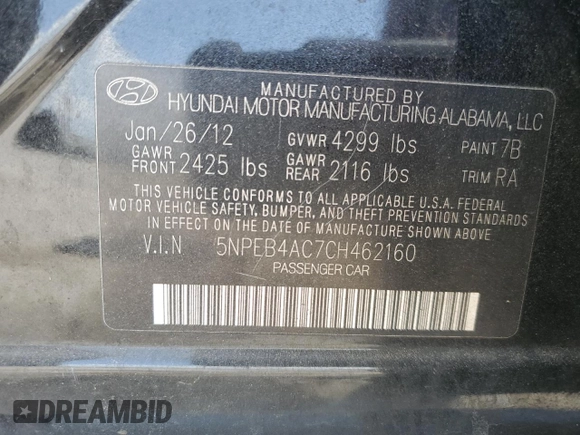 MANUFACTURED BY
HYUNDAI MOTOR MANUFACTURING ALABAMA, LLC
Jan/26/12 GVWR 4299 lbs PAINT 7B
GAWR FRONT 2425 lbs GAWR REAR 2116 lbs TRIM RA
THIS VEHICLE CONFORMS TO ALL APPLICABLE U.S.A. FEDERAL
MOTOR VEHICLE SAFETY, BUMPER, AND THEFT PREVENTION STANDARDS
IN EFFECT ON THE DATE OF MANUFACTURE SHOWN ABOVE.
V.I.N 5NPEB4AC7CH462160
PASSENGER CAR
DREAMBID